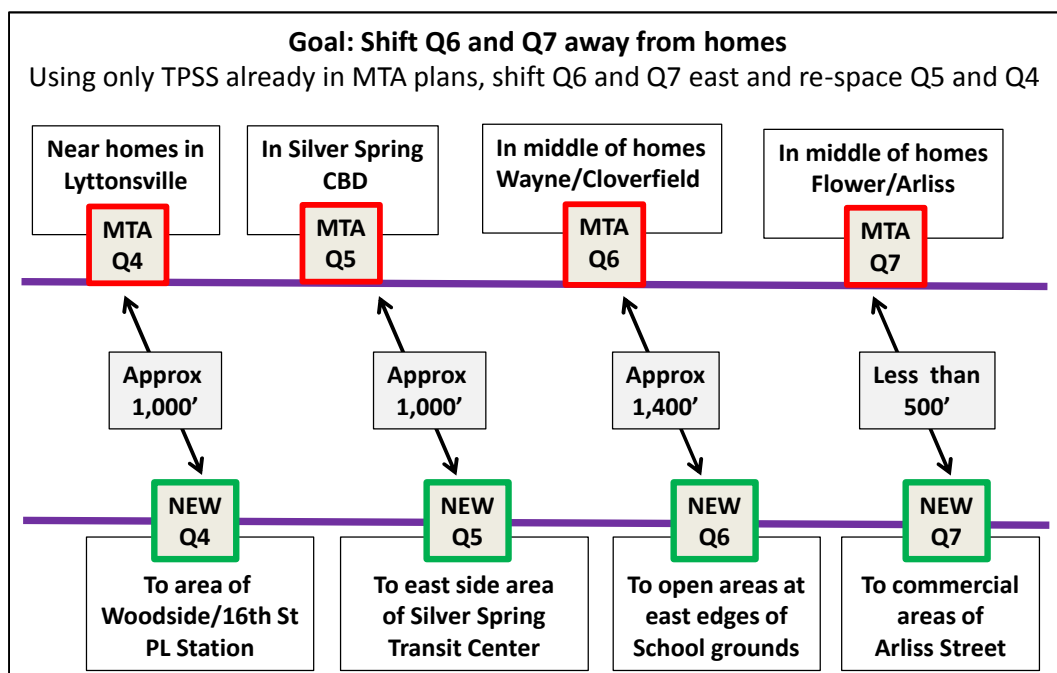 Goal: Shift Q6 and Q7 away from homes
Using only TPSS already in MTA plans, shift Q6 and Q7 east and re-space Q5 and Q4
Near homes in
Lyttonsville
MTA
Q4
In Silver Spring
CBD
MTA
Q5
In middle of homes
Wayne/Cloverfield
MTA
Q6
In middle of homes
Flower/Arliss
MTA
Q7
Approx
1,000’
Approx
1,000’
Approx
1,400’
Less than
500’
NEW
Q4
To area of
Woodside/16th St
PL Station
NEW
Q5
To east side area
of Silver Spring
Transit Center
NEW
Q6
To open areas at
east edges of
School grounds
NEW
Q7
To commercial
areas of
Arliss Street